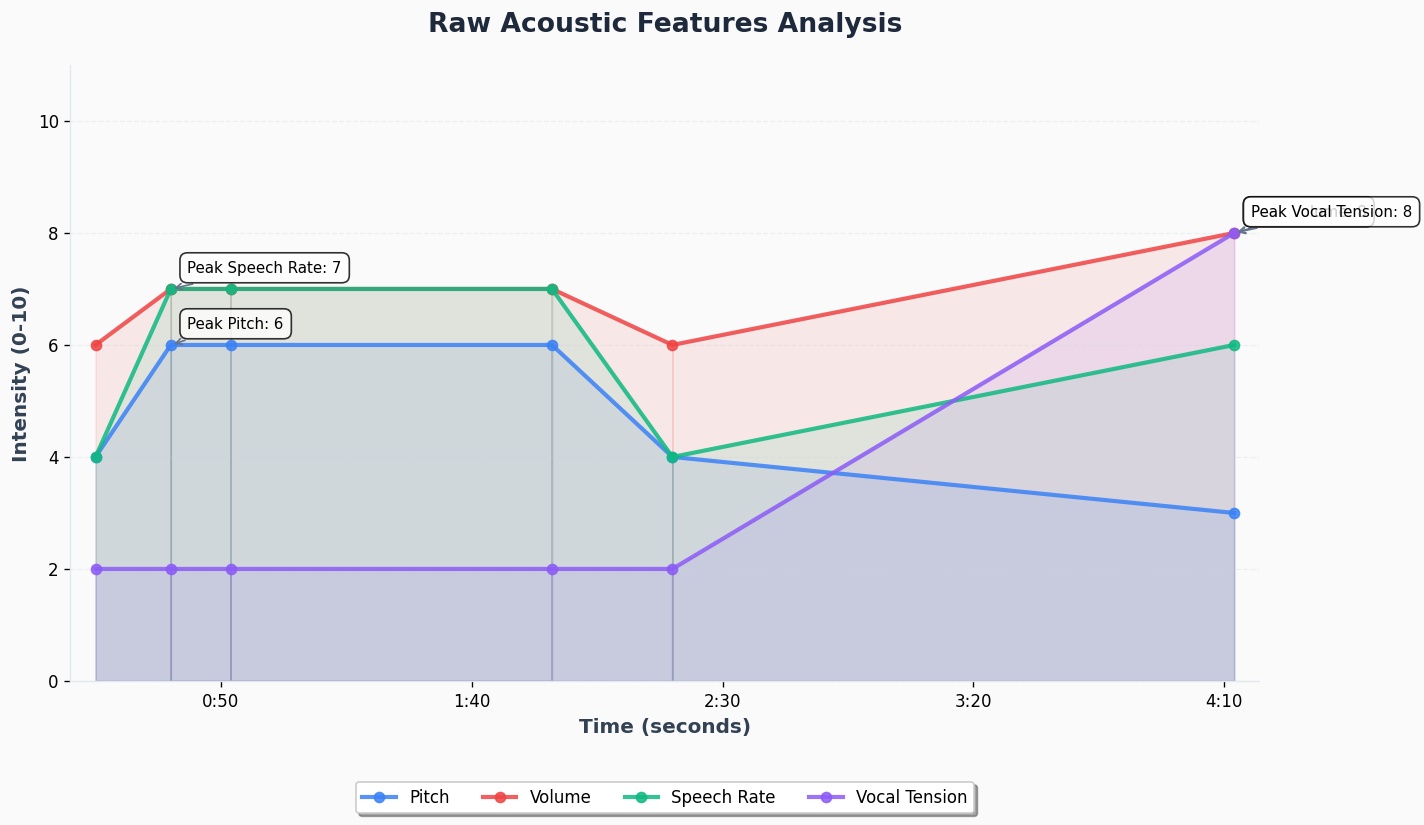 Raw Acoustic Features Analysis
Intensity (0-10)
10
8
6
4
2
0
Peak Speech Rate: 7
Peak Pitch: 6
Peak Vocal Tension: 8
0:50
1:40
2:30
3:20
4:10
Time (seconds)
Pitch
Volume
Speech Rate
Vocal Tension